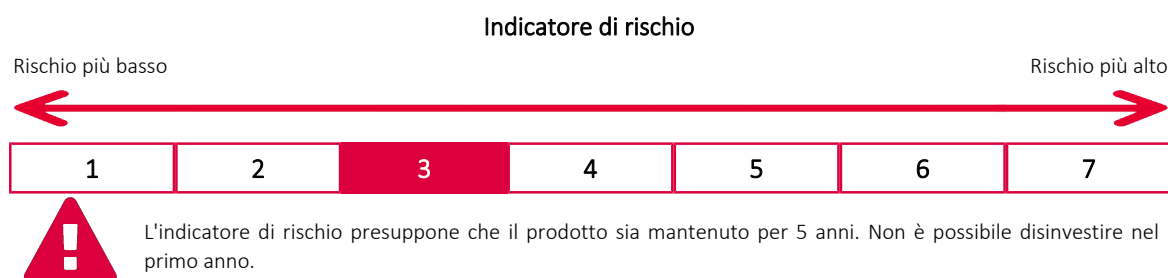 Indicatore di rischio
Rischio più basso
Rischio più alto
1 2 3 4 5 6 7
L'indicatore di rischio presuppone che il prodotto sia mantenuto per 5 anni. Non è possibile disinvestire nel
primo anno.